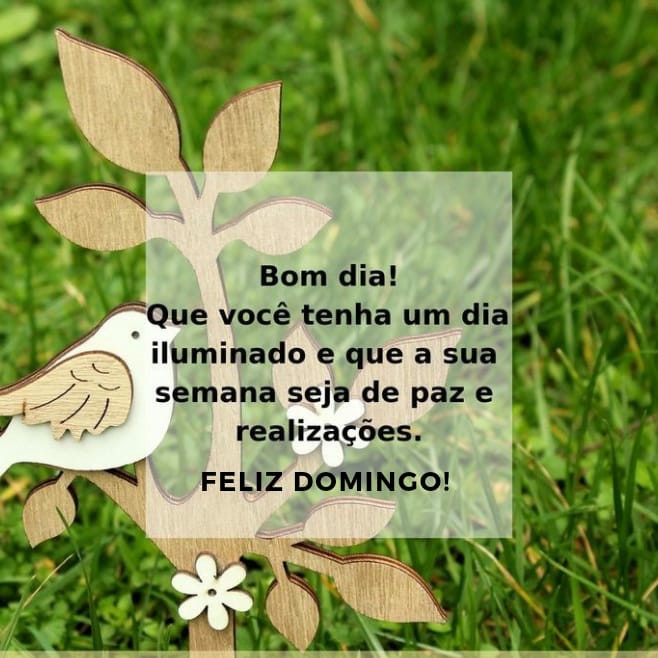 Bom dia!
Que você tenha um dia
iluminado e que a sua
semana seja de paz e
realizações.
FELIZ DOMINGO!